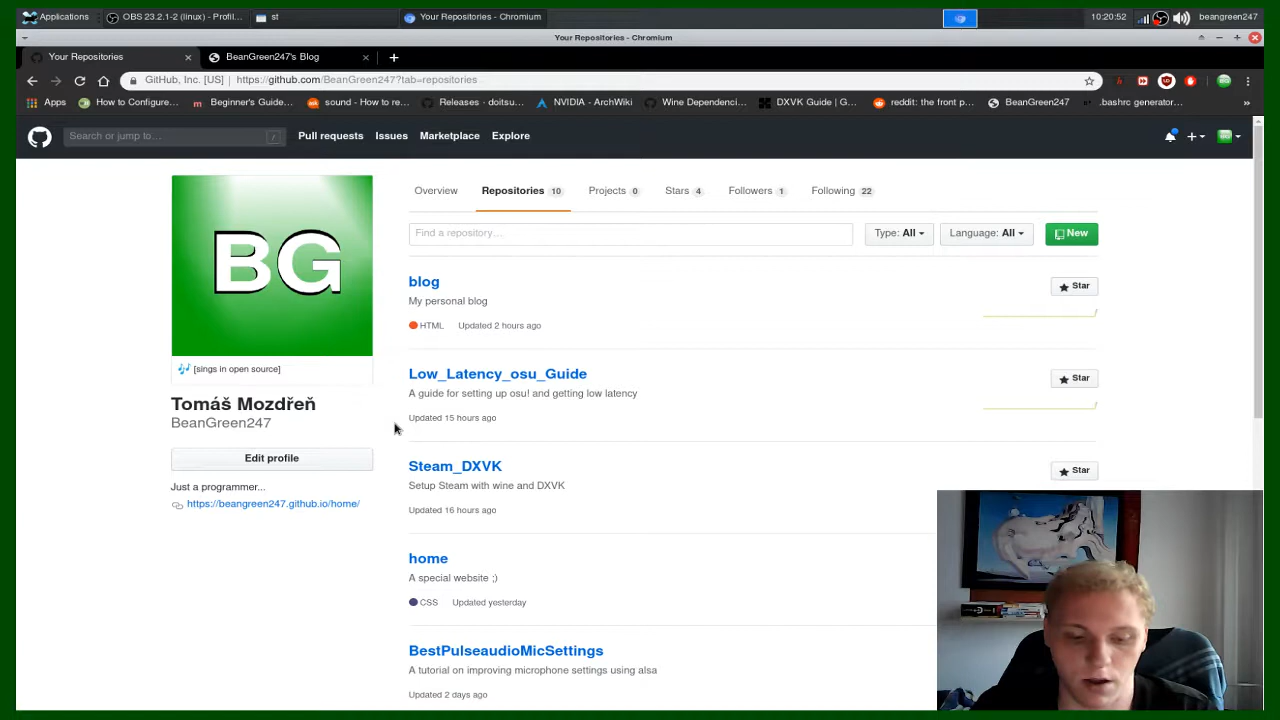 Applications OBS 23.2.1-2 (linux) - Profil... st Your Repositories - Chromium 10:20:52 beangreen247
Your Repositories - Chromium
Your Repositories BeanGreen247's Blog
GitHub, Inc. [US] https://github.com/BeanGreen247?tab=repositories
Apps How to Configure... Beginner's Guide... sound - How to re... Releases · doitsu... NVIDIA - ArchWiki Wine Dependenci... DXVK Guide | G... reddit: the front p... BeanGreen247 .bashrc generator... »
Search or jump to... / Pull requests Issues Marketplace Explore
Overview Repositories 10 Projects 0 Stars 4 Followers 1 Following 22
Find a repository... Type: All Language: All New
BG
blog Star
My personal blog
HTML Updated 2 hours ago
[sings in open source]
Low_Latency_osu_Guide Star
A guide for setting up osu! and getting low latency
Updated 15 hours ago
Tomáš Mozdřeň
BeanGreen247
Edit profile
Just a programmer...
https://beangreen247.github.io/home/
Steam_DXVK Star
Setup Steam with wine and DXVK
Updated 16 hours ago
home
A special website ;)
CSS Updated yesterday
BestPulseaudioMicSettings
A tutorial on improving microphone settings using alsa
Updated 2 days ago